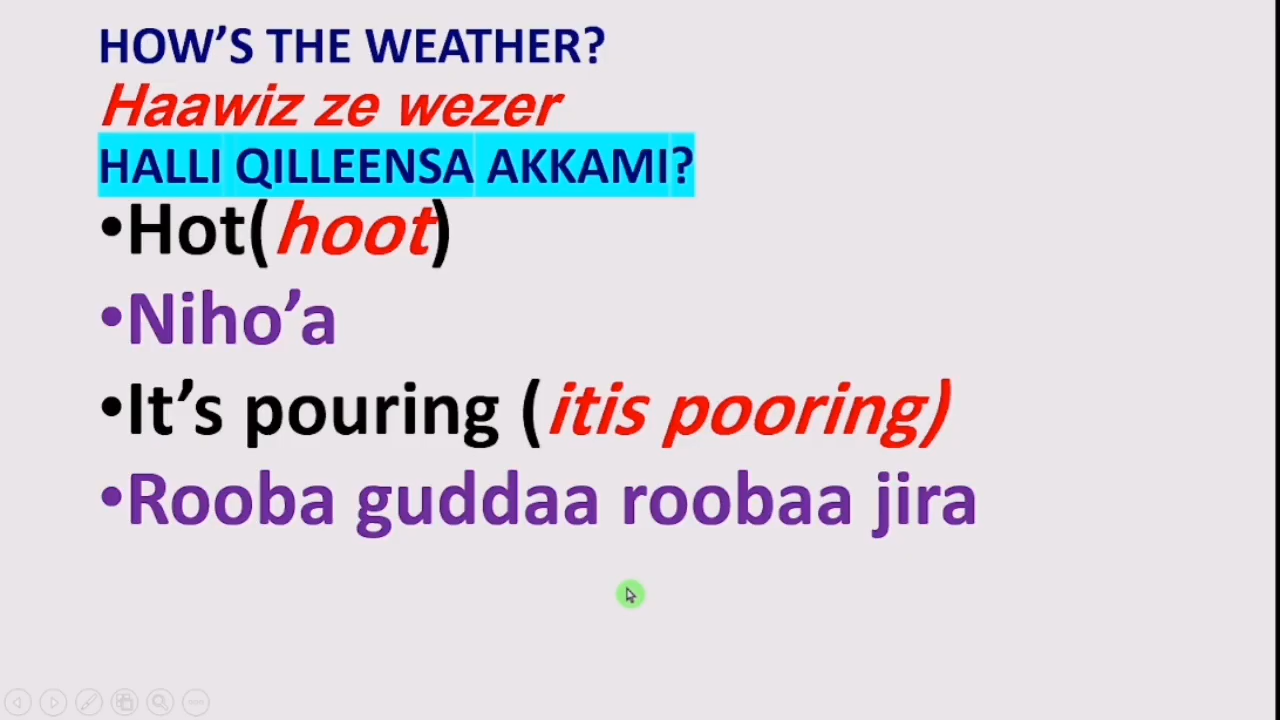 HOW’S THE WEATHER?
Haawiz ze wezer
HALLI QILLEENSA AKKAMI?
•Hot(hoot)
•Niho’a
•It’s pouring (itis pooring)
•Rooba guddaa roobaa jira